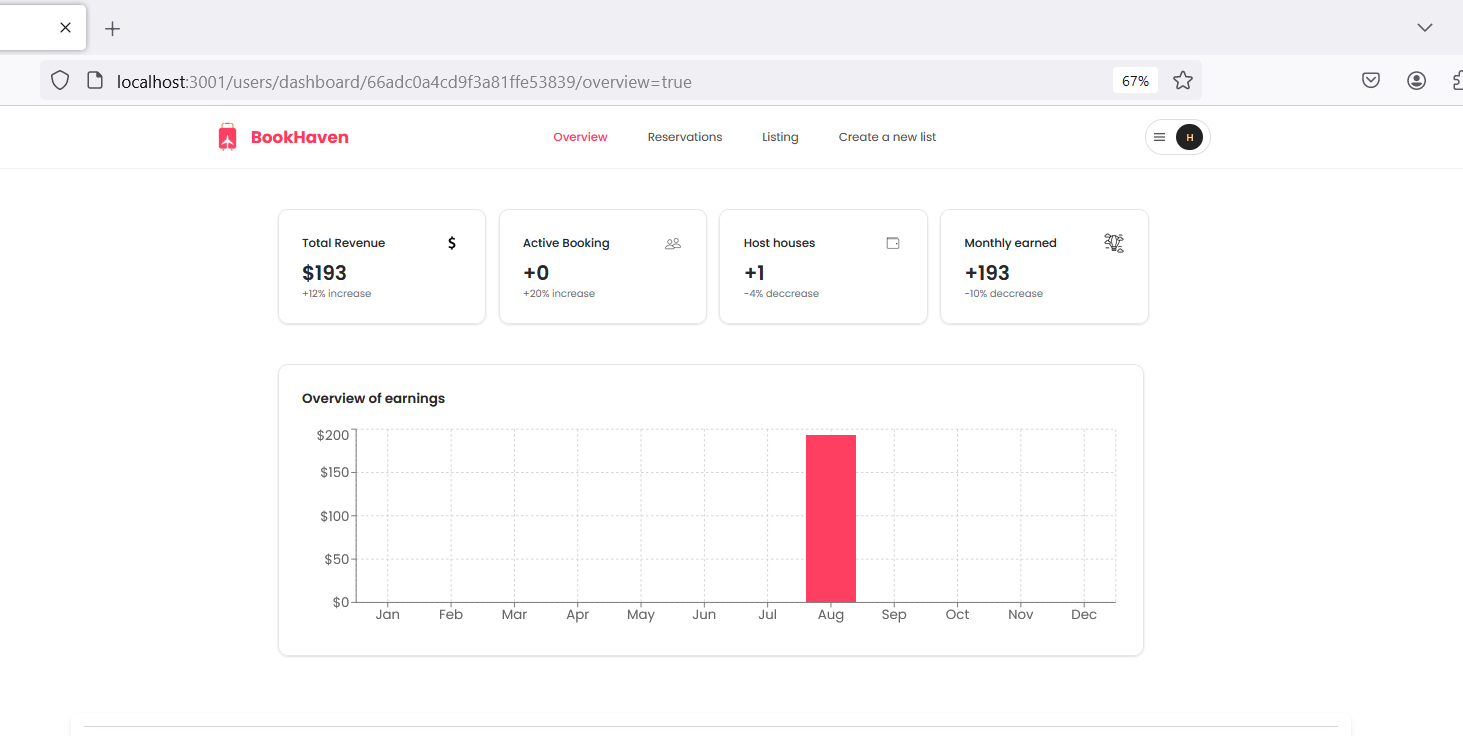 localhost:3001/users/dashboard/66adc0a4cd9f3a81ffe53839/overview=true
67%
BookHaven
Overview
Reservations
Listing
Create a new list
H
Total Revenue
$
$193
+12% increase
Active Booking
+0
+20% increase
Host houses
+1
-4% deccrease
Monthly earned
+193
-10% deccrease
Overview of earnings
$200
$150
$100
$50
$0
Jan Feb Mar Apr May Jun Jul Aug Sep Oct Nov Dec